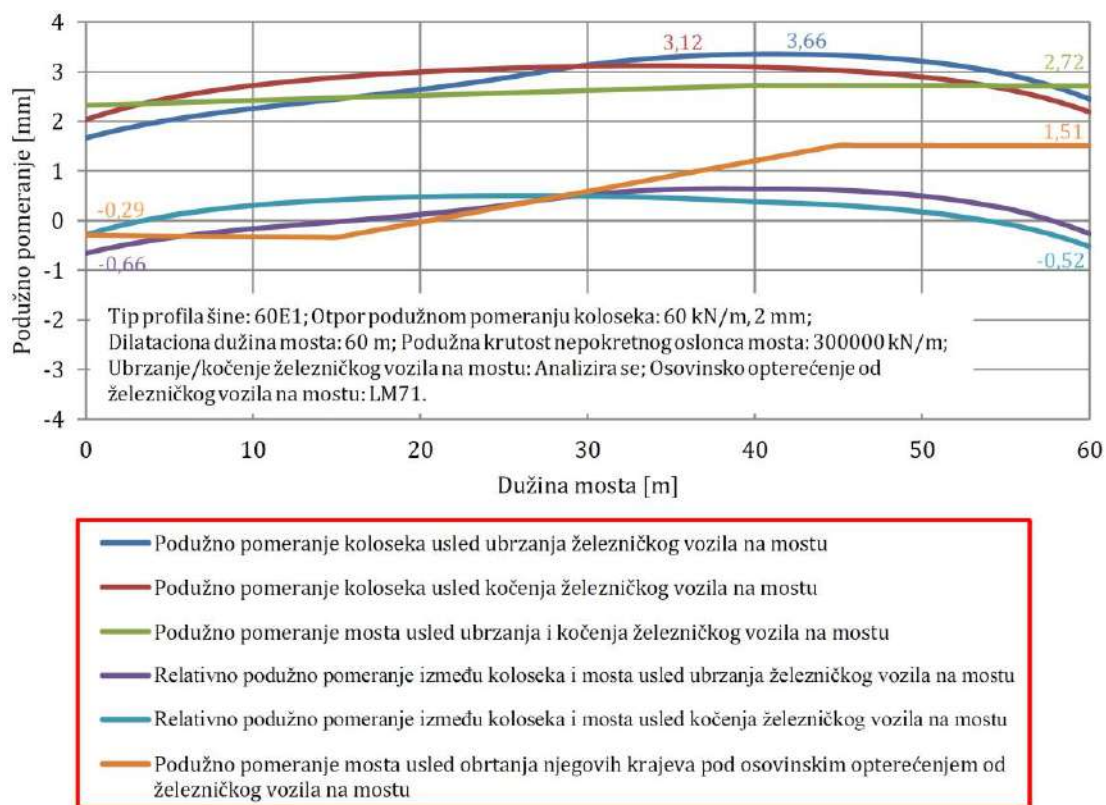 4
3,12
3,66
3
2,72
2
1,51
1
-0,29
0
-0,66
-0,52
-1
-2
-3
-4
Podužno pomeranje [mm]
Tip profila šine: 60E1; Otpor podužnom pomeranju koloseka: 60 kN/m, 2 mm;
Dilataciona dužina mosta: 60 m; Podužna krutost nepokretnog oslonca mosta: 300000 kN/m;
Ubrzanje/kočenje železničkog vozila na mostu: Analizira se; Osovinsko opterećenje od
železničkog vozila na mostu: LM71.
0 10 20 30 40 50 60
Dužina mosta [m]
Podužno pomeranje koloseka usled ubrzanja železničkog vozila na mostu
Podužno pomeranje koloseka usled kočenja železničkog vozila na mostu
Podužno pomeranje mosta usled ubrzanja i kočenja železničkog vozila na mostu
Relativno podužno pomeranje između koloseka i mosta usled ubrzanja železničkog vozila na mostu
Relativno podužno pomeranje između koloseka i mosta usled kočenja železničkog vozila na mostu
Podužno pomeranje mosta usled obrtanja njegovih krajeva pod osovinskim opterećenjem od
železničkog vozila na mostu